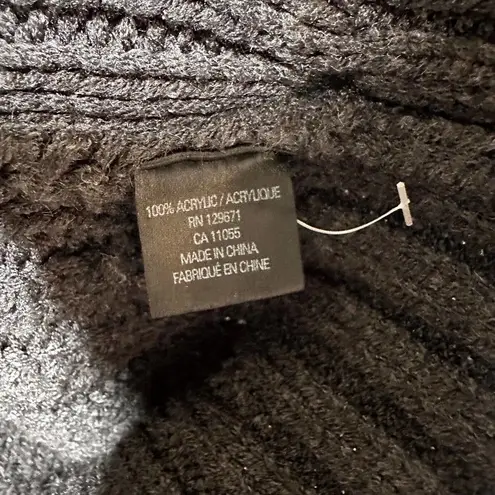 100% ACRYLIC / ACRYLIQUE
RN 129671
CA 11055
MADE IN CHINA
FABRIQUÉ EN CHINE